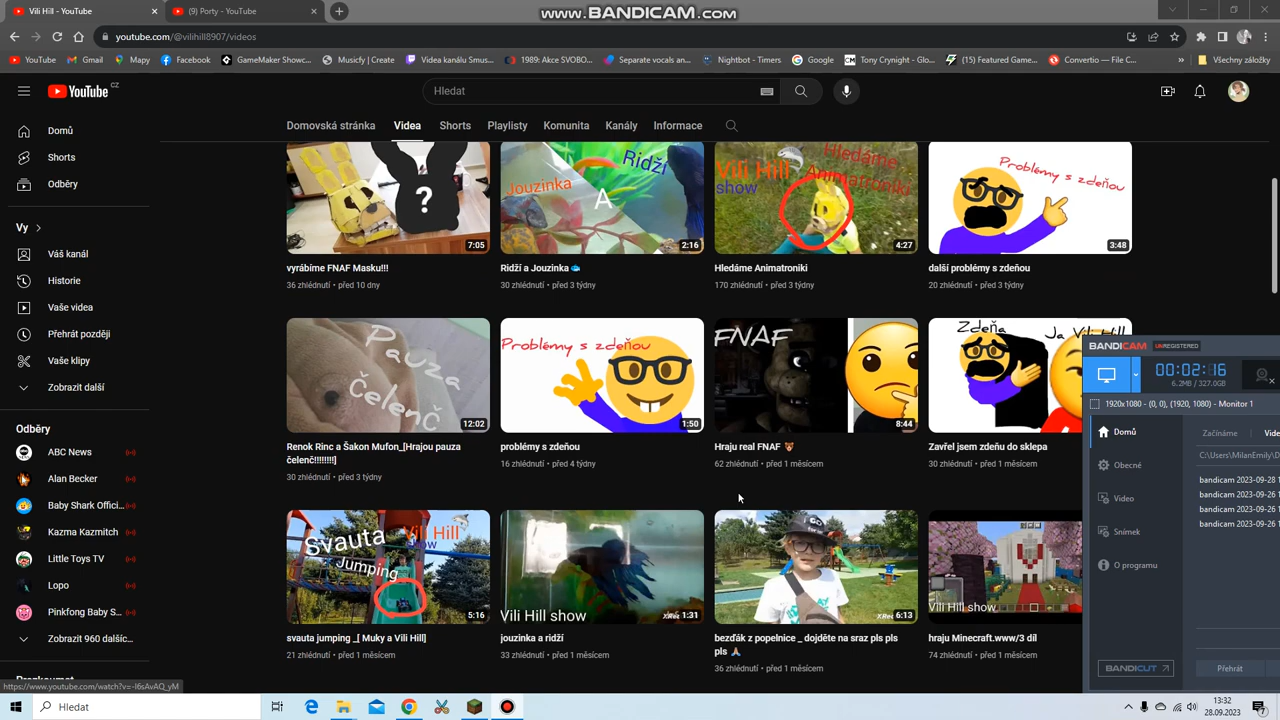 Vili Hill - YouTube
(9) Porty - YouTube
www.BANDICAM.com
youtube.com/@vilihill8907/videos
YouTube
Gmail
Mapy
Facebook
GameMaker Showc...
Musicfy | Create
Videa kanálu Smus...
1989: Akce SVOBO...
Separate vocals an...
Nightbot - Timers
Google
Tony Crynight - Glo...
(15) Featured Game...
Convertio — File C...
»
Všechny záložky
YouTube CZ
Hledat
Domovská stránka
Videa
Shorts
Playlisty
Komunita
Kanály
Informace
Domů
Shorts
Odběry
Vy
Váš kanál
Historie
Vaše videa
Přehrát později
Vaše klipy
Zobrazit další
Odběry
ABC News
Alan Becker
Baby Shark Offici...
Kazma Kazmitch
Little Toys TV
Lopo
Pinkfong Baby S...
Zobrazit 960 dalšíc...
?
7:05
Jouzinka
A
Ridží
2:16
Vili Hill
show
Hledáme
Animatroniki
4:27
Problémy s zdeňou
3:48
vyrábíme FNAF Masku!!!
36 zhlédnutí • před 10 dny
Ridží a Jouzinka
30 zhlédnutí • před 3 týdny
Hledáme Animatroniki
170 zhlédnutí • před 3 týdny
další problémy s zdeňou
20 zhlédnutí • před 3 týdny
Pauza
Čelenč
12:02
Problémy s zdeňou
1:50
FNAF
8:44
Zdeňa
Ja Vili Hill
Renok Rinc a Šakon Mufon_[Hrajou pauza
čelenč!!!!!!!!]
30 zhlédnutí • před 3 týdny
problémy s zdeňou
16 zhlédnutí • před 4 týdny
Hraju real FNAF
62 zhlédnutí • před 1 měsícem
Zavřel jsem zdeňu do sklepa
30 zhlédnutí • před 1 měsícem
Svauta
Jumping
Vili Hill
show
5:16
Vili Hill show
1:31
6:13
Vili Hill show
svauta jumping _[ Muky a Vili Hill]
21 zhlédnutí • před 1 měsícem
jouzinka a ridží
33 zhlédnutí • před 1 měsícem
bezďák z popelnice _ dojděte na sraz pls pls
pls
36 zhlédnutí • před 1 měsícem
hraju Minecraft.www/3 díl
74 zhlédnutí • před 1 měsícem
BANDICAM UNREGISTERED
00:02:16
6.2MB / 327.0GB
1920x1080 - (0, 0), (1920, 1080) - Monitor 1
Domů
Obecné
Video
Snímek
O programu
BANDICUT
Začínáme
Vide
C:\Users\MilanEmily\D
bandicam 2023-09-28 1
bandicam 2023-09-26 1
bandicam 2023-09-26 1
bandicam 2023-09-26 1
Přehrát
https://www.youtube.com/watch?v=-I6sAvAQ_yM
Hledat
13:32
28.09.2023